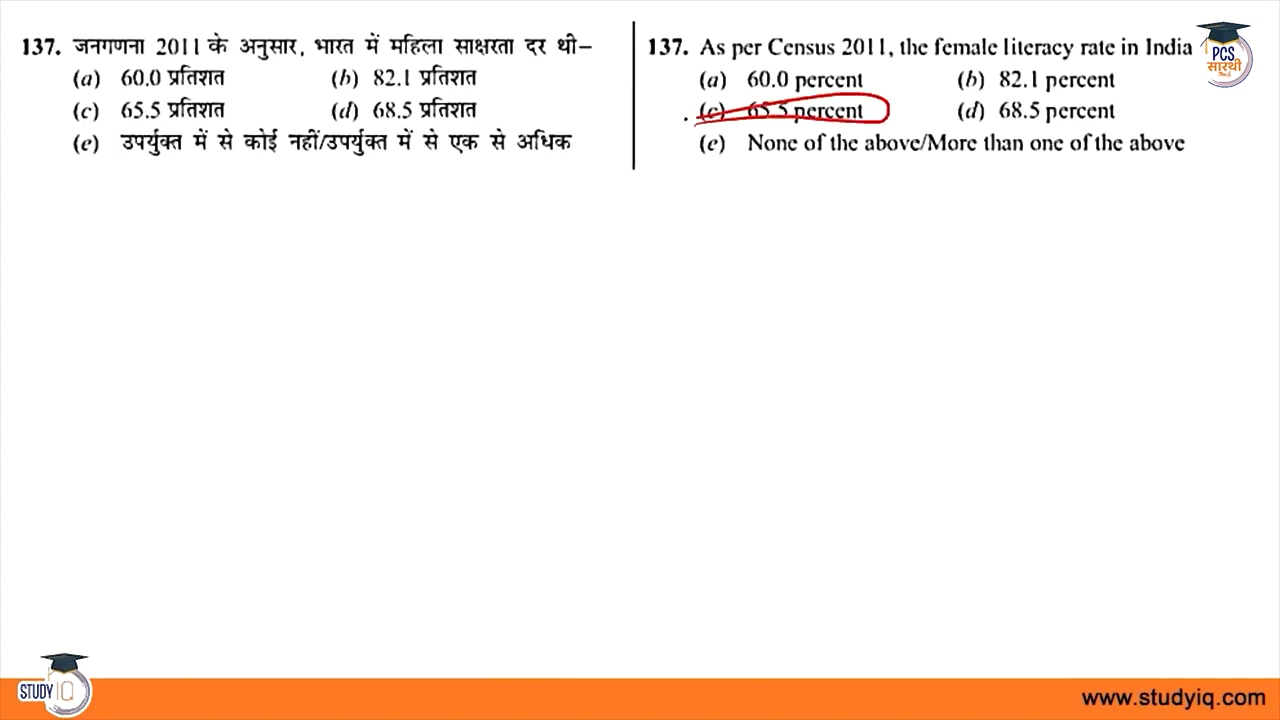 137. जनगणना 2011 के अनुसार, भारत में महिला साक्षरता दर थी–
(a) 60.0 प्रतिशत (b) 82.1 प्रतिशत
(c) 65.5 प्रतिशत (d) 68.5 प्रतिशत
(e) उपर्युक्त में से कोई नहीं/उपर्युक्त में से एक से अधिक
137. As per Census 2011, the female literacy rate in India
(a) 60.0 percent (b) 82.1 percent
(c) 65.5 percent (d) 68.5 percent
(e) None of the above/More than one of the above
PCS
सारथी
STUDY IQ
www.studyiq.com